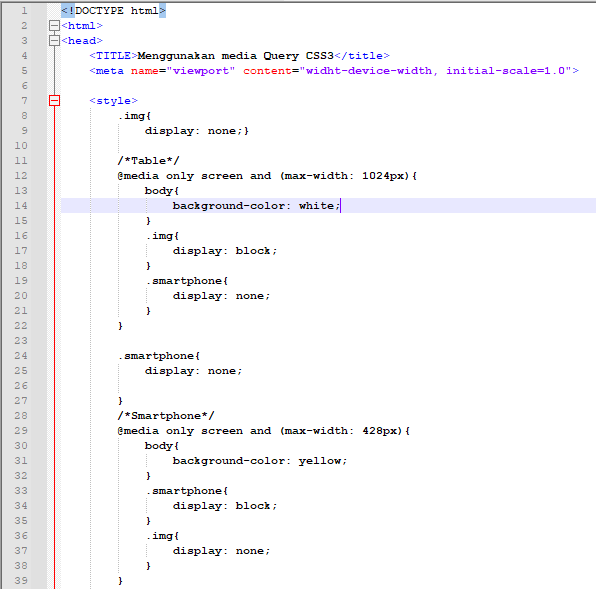 1 <!DOCTYPE html>
2 <html>
3 <head>
4 <TITLE>Menggunakan media Query CSS3</title>
5 <meta name="viewport" content="widht-device-width, initial-scale=1.0">
6
7 <style>
8 .img{
9 display: none;}
10
11 /*Table*/
12 @media only screen and (max-width: 1024px){
13 body{
14 background-color: white;
15 }
16 .img{
17 display: block;
18 }
19 .smartphone{
20 display: none;
21 }
22 }
23
24 .smartphone{
25 display: none;
26
27 }
28 /*Smartphone*/
29 @media only screen and (max-width: 428px){
30 body{
31 background-color: yellow;
32 }
33 .smartphone{
34 display: block;
35 }
36 .img{
37 display: none;
38 }
39 }